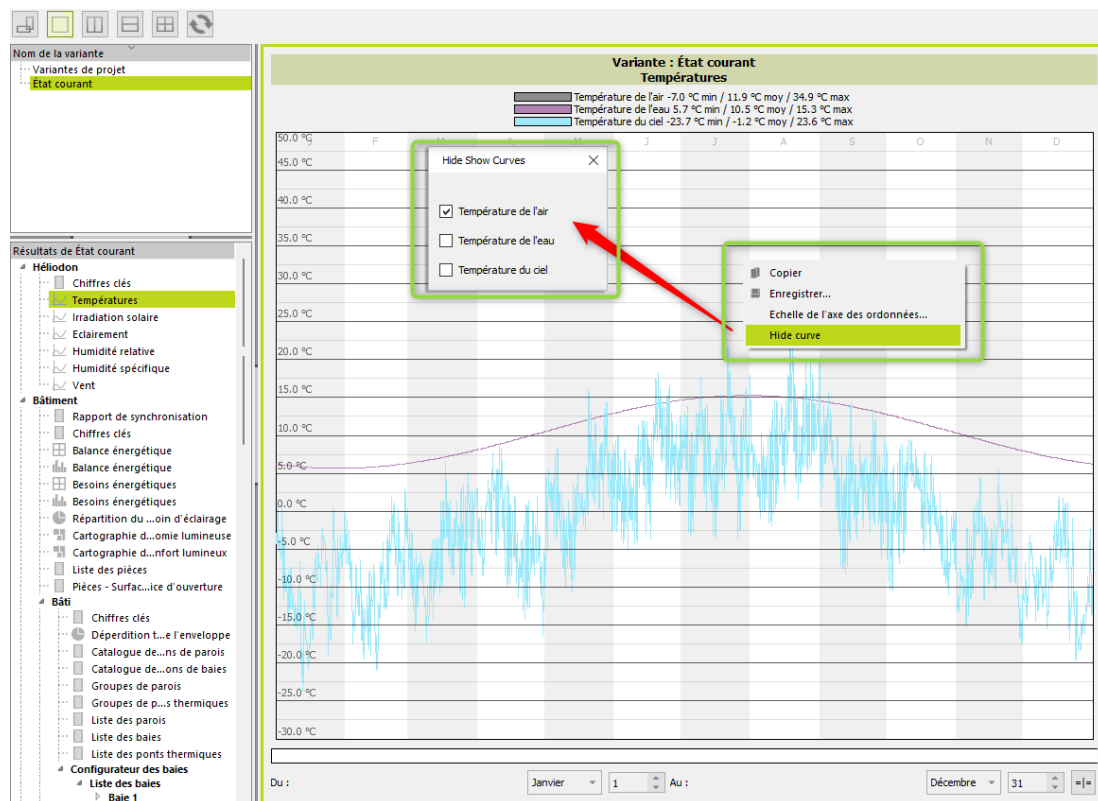 Nom de la variante
Variantes de projet
État courant
Résultats de État courant
Héliodon
Chiffres clés
Températures
Irradiation solaire
Eclairement
Humidité relative
Humidité spécifique
Vent
Bâtiment
Rapport de synchronisation
Chiffres clés
Balance énergétique
Balance énergétique
Besoins énergétiques
Besoins énergétiques
Répartition du ...oin d'éclairage
Cartographie d...omie lumineuse
Cartographie d...nfort lumineux
Liste des pièces
Pièces - Surfac...ice d'ouverture
Bâti
Chiffres clés
Déperdition t...e l'enveloppe
Catalogue de...ns de parois
Catalogue de...ons de baies
Groupes de parois
Groupes de p...s thermiques
Liste des parois
Liste des baies
Liste des ponts thermiques
Configurateur des baies
Liste des baies
Baie 1
Variante : État courant
Températures
Température de l'air -7.0 °C min / 11.9 °C moy / 34.9 °C max
Température de l'eau 5.7 °C min / 10.5 °C moy / 15.3 °C max
Température du ciel -23.7 °C min / -1.2 °C moy / 23.6 °C max
J F M A M J J A S O N D
50.0 °C
45.0 °C
40.0 °C
35.0 °C
30.0 °C
25.0 °C
20.0 °C
15.0 °C
10.0 °C
5.0 °C
0.0 °C
-5.0 °C
-10.0 °C
-15.0 °C
-20.0 °C
-25.0 °C
-30.0 °C
Hide Show Curves
Température de l'air
Température de l'eau
Température du ciel
Copier
Enregistrer...
Echelle de l'axe des ordonnées...
Hide curve
Du : Janvier 1 Au : Décembre 31 =|=